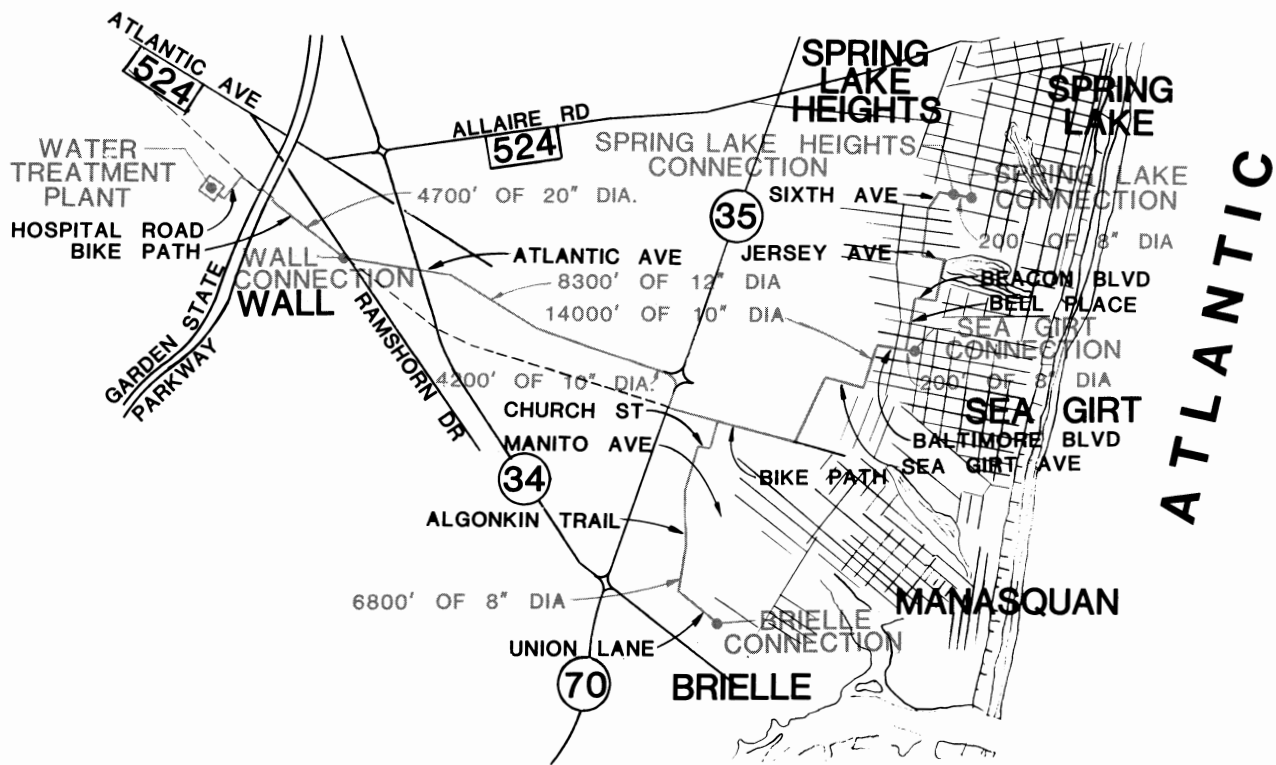 ATLANTIC AVE
524
SPRING
LAKE
HEIGHTS
SPRING
LAKE
ALLAIRE RD
524
WATER
TREATMENT
PLANT
SPRING LAKE HEIGHTS
CONNECTION
4700' OF 20" DIA.
SIXTH AVE
SPRING LAKE
CONNECTION
35
HOSPITAL ROAD
BIKE PATH
200' OF 8" DIA
WALL
CONNECTION
ATLANTIC AVE
JERSEY AVE
8300' OF 12" DIA
BEACON BLVD
BELL PLACE
WALL
14000' OF 10" DIA
SEA GIRT
CONNECTION
GARDEN STATE
PARKWAY
RAMSHORN DR
4200' OF 10" DIA.
200' OF 8" DIA
CHURCH ST
SEA GIRT
MANITO AVE
BALTIMORE BLVD
SEA GIRT AVE
BIKE PATH
34
ALGONKIN TRAIL
6800' OF 8" DIA
MANASQUAN
BRIELLE
CONNECTION
UNION LANE
70
BRIELLE
ATLANTIC